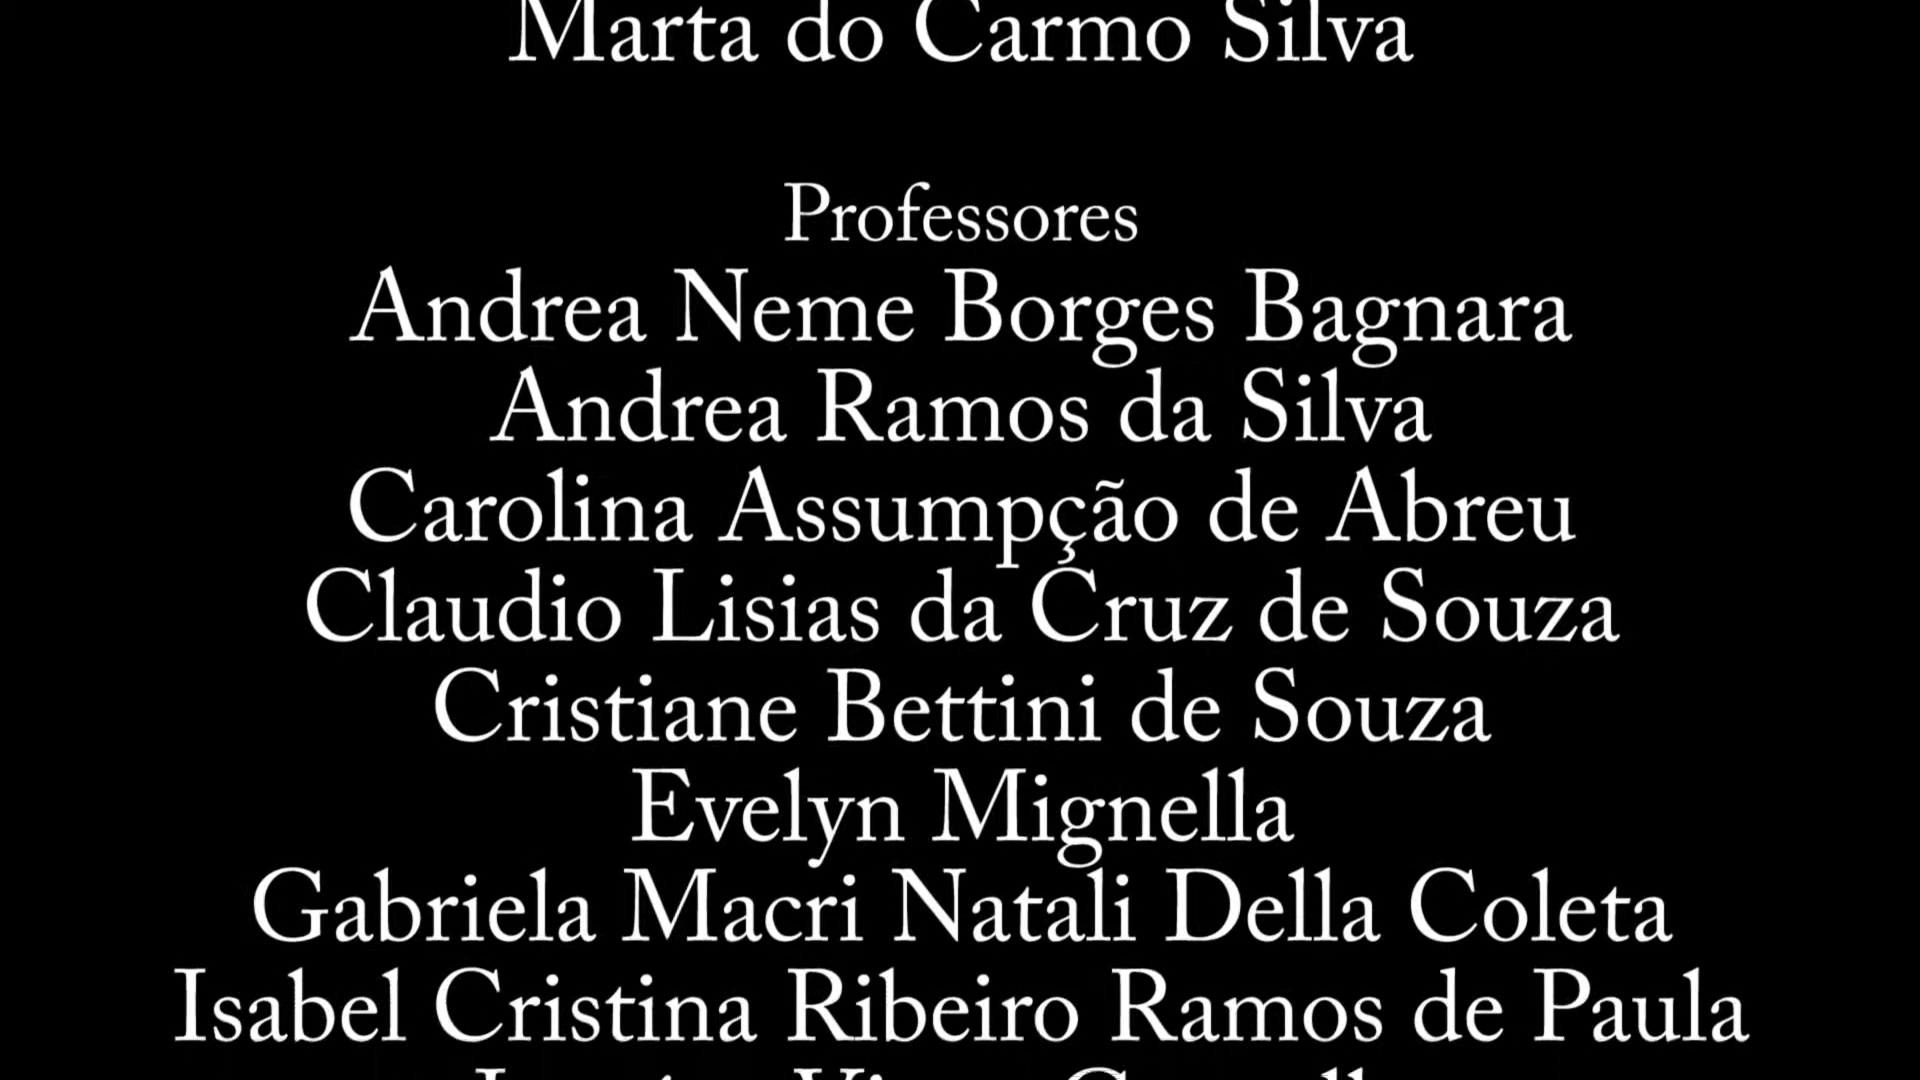 Marta do Carmo Silva
Professores
Andrea Neme Borges Bagnara
Andrea Ramos da Silva
Carolina Assumpção de Abreu
Claudio Lisias da Cruz de Souza
Cristiane Bettini de Souza
Evelyn Mignella
Gabriela Macri Natali Della Coleta
Isabel Cristina Ribeiro Ramos de Paula